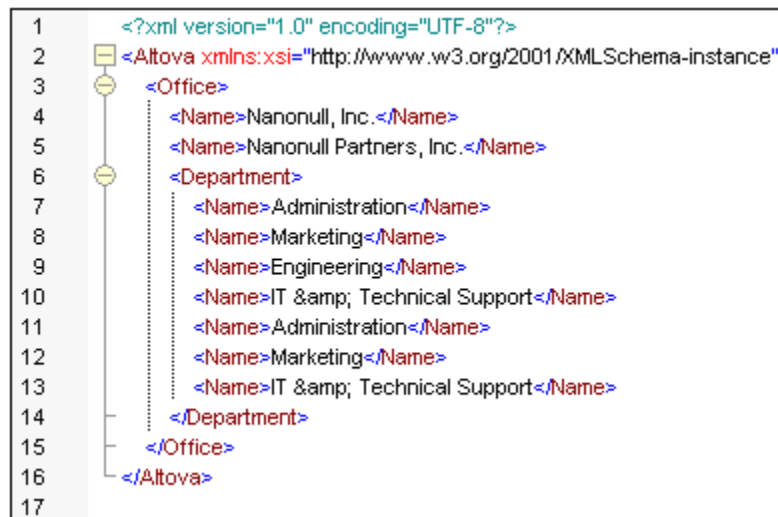 1 <?xml version="1.0" encoding="UTF-8"?>
2 <Altova xmlns:xsi="http://www.w3.org/2001/XMLSchema-instance"
3 <Office>
4 <Name>Nanonull, Inc.</Name>
5 <Name>Nanonull Partners, Inc.</Name>
6 <Department>
7 <Name>Administration</Name>
8 <Name>Marketing</Name>
9 <Name>Engineering</Name>
10 <Name>IT &amp; Technical Support</Name>
11 <Name>Administration</Name>
12 <Name>Marketing</Name>
13 <Name>IT &amp; Technical Support</Name>
14 </Department>
15 </Office>
16 </Altova>
17